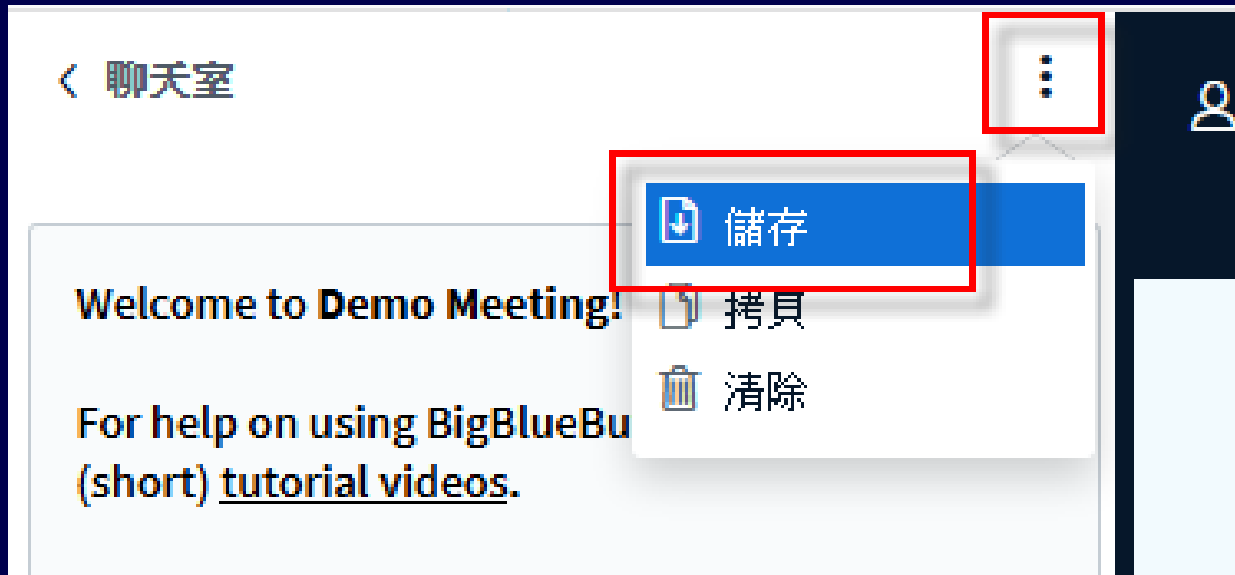 聊天室
儲存
Welcome to Demo Meeting!
拷貝
清除
For help on using BigBlueBu
(short) tutorial videos.